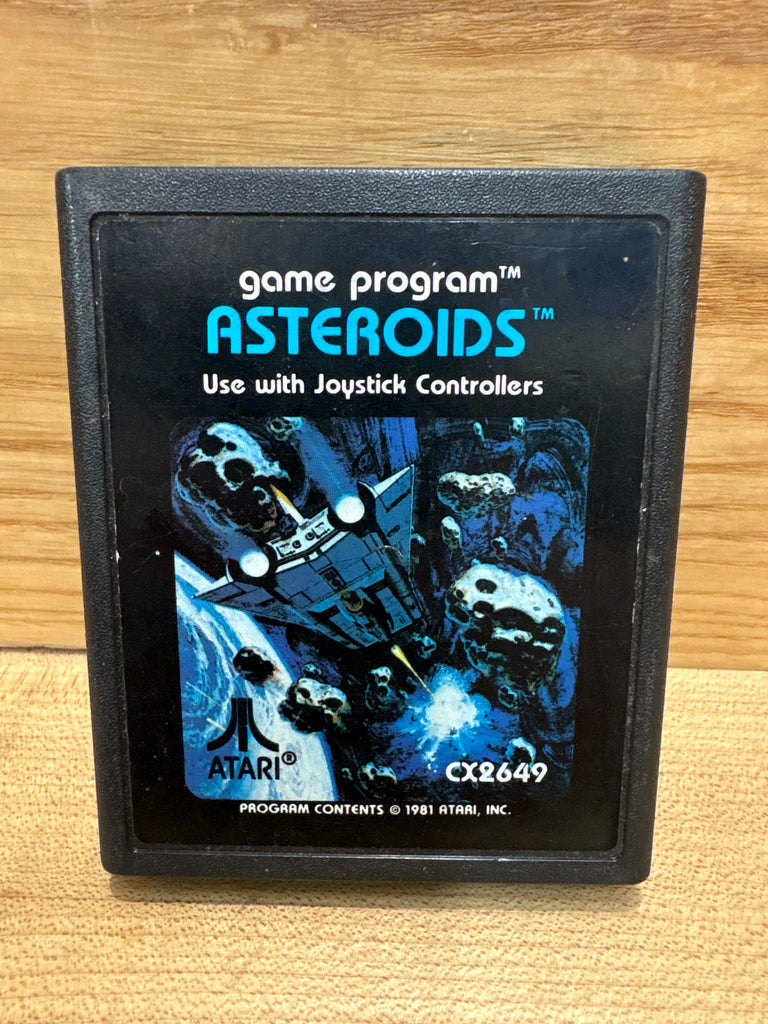 game program™
ASTEROIDS™
Use with Joystick Controllers
ATARI®
CX2649
PROGRAM CONTENTS © 1981 ATARI, INC.